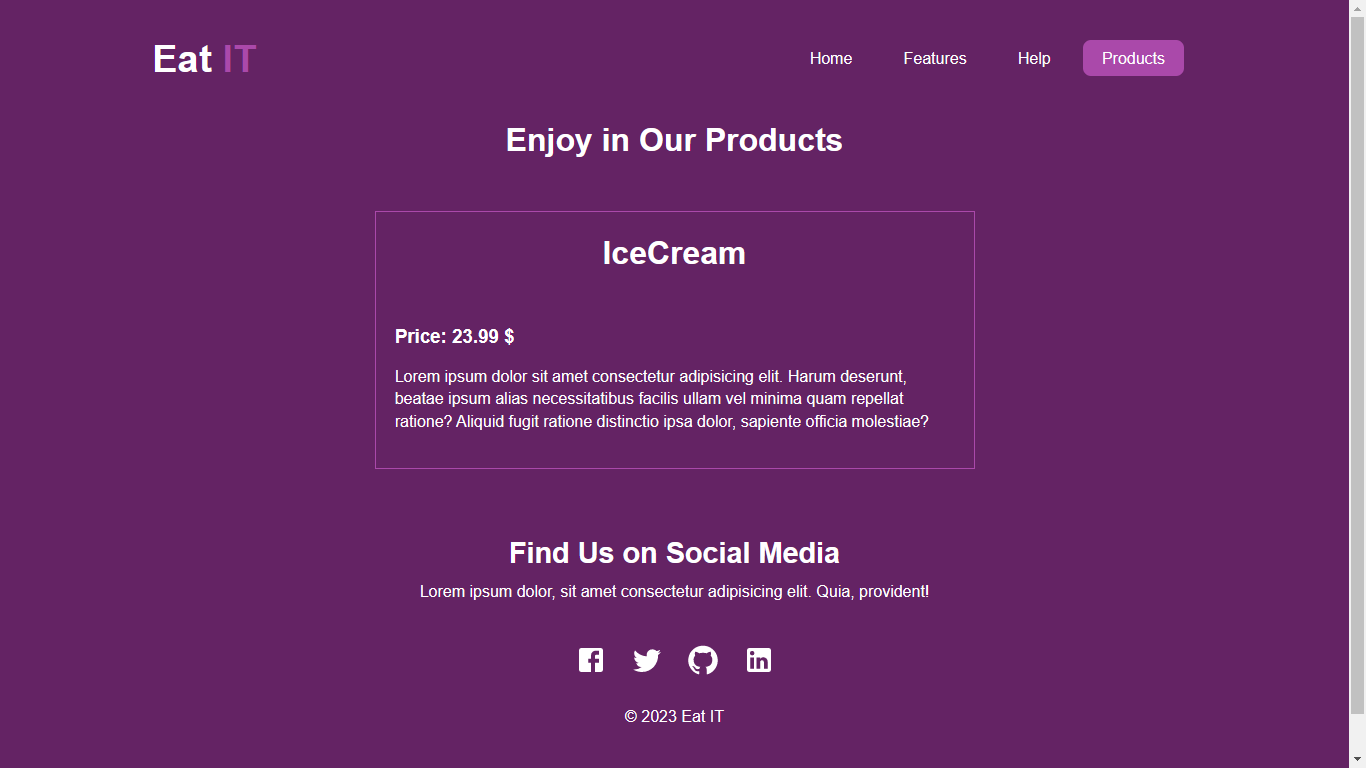 Eat IT
Home Features Help Products
Enjoy in Our Products
IceCream
Price: 23.99 $
Lorem ipsum dolor sit amet consectetur adipisicing elit. Harum deserunt,
beatae ipsum alias necessitatibus facilis ullam vel minima quam repellat
ratione? Aliquid fugit ratione distinctio ipsa dolor, sapiente officia molestiae?
Find Us on Social Media
Lorem ipsum dolor, sit amet consectetur adipisicing elit. Quia, provident!
© 2023 Eat IT